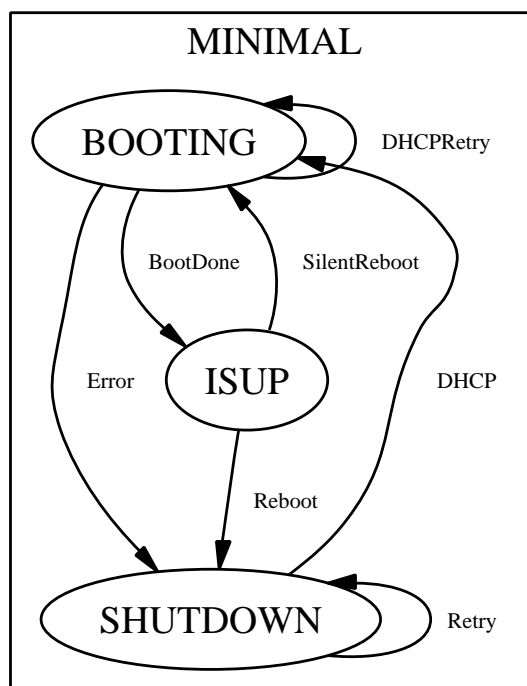 MINIMAL
BOOTING
DHCPRetry
BootDone
SilentReboot
ISUP
Error
DHCP
Reboot
SHUTDOWN
Retry